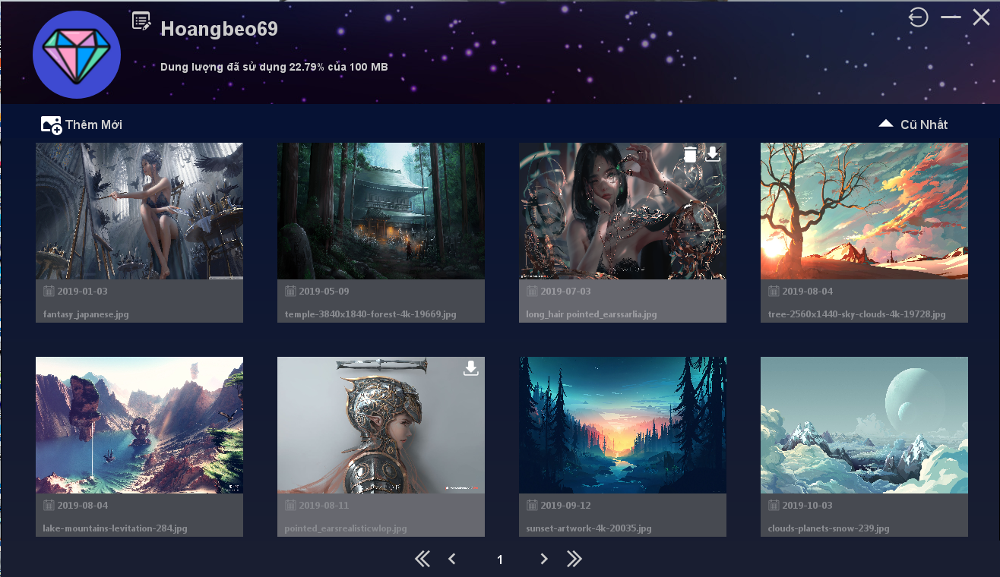 Hoangbeo69
Dung lượng đã sử dụng 22.79% của 100 MB
Thêm Mới
Cũ Nhất
2019-01-03
fantasy_japanese.jpg
2019-05-09
temple-3840x1840-forest-4k-19669.jpg
2019-07-03
long_hair pointed_earssarlia.jpg
2019-08-04
tree-2560x1440-sky-clouds-4k-19728.jpg
2019-08-04
lake-mountains-levitation-284.jpg
2019-08-11
pointed_earsrealisticwlop.jpg
2019-09-12
sunset-artwork-4k-20035.jpg
2019-10-03
clouds-planets-snow-239.jpg
1